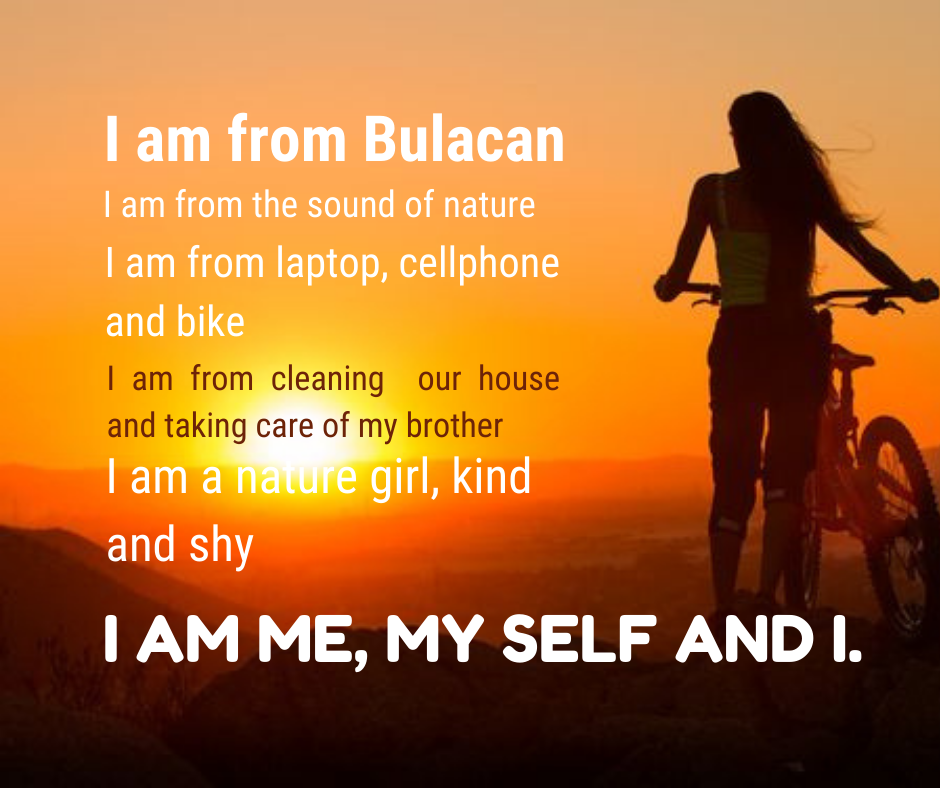 I am from Bulacan
I am from the sound of nature
I am from laptop, cellphone
and bike
I am from cleaning our house
and taking care of my brother
I am a nature girl, kind
and shy
I AM ME, MY SELF AND I.